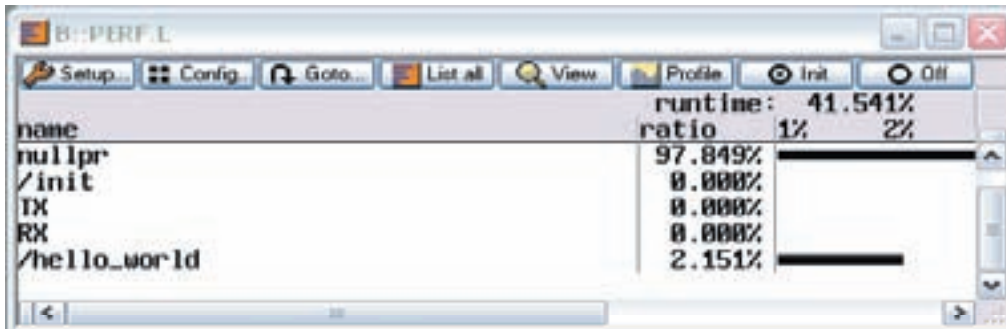 B::PERF.L
Setup... Config. Goto... List all View Profile Init Off
runtime: 41.541%
name ratio 1% 2%
nullpr 97.849%
/init 0.000%
TX 0.000%
RX 0.000%
/hello_world 2.151%